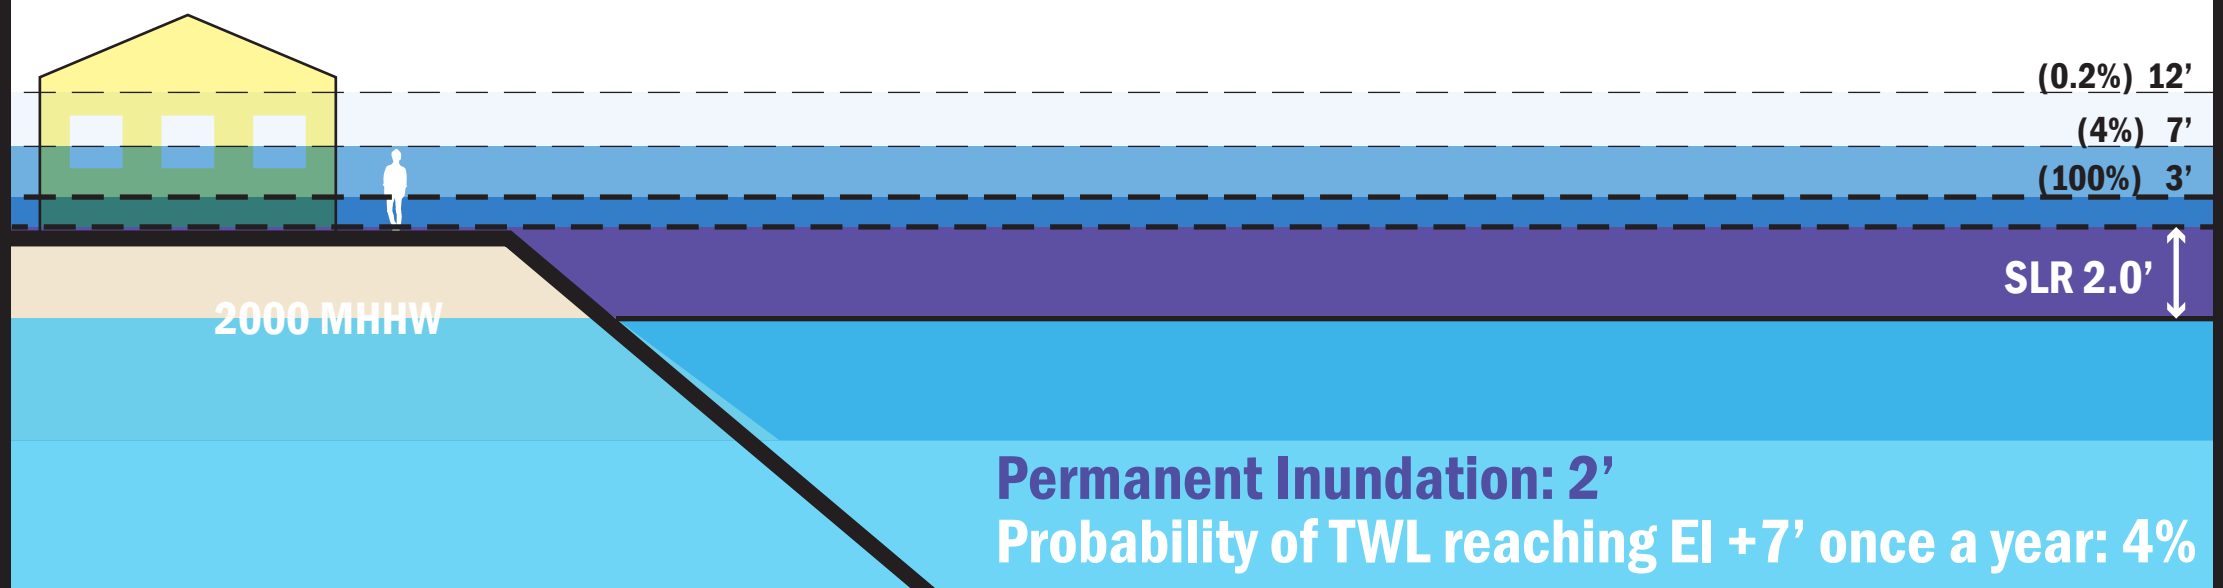 (0.2%) 12’
(4%) 7’
(100%) 3’
SLR 2.0’
2000 MHHW
Permanent Inundation: 2’
Probability of TWL reaching El +7’ once a year: 4%